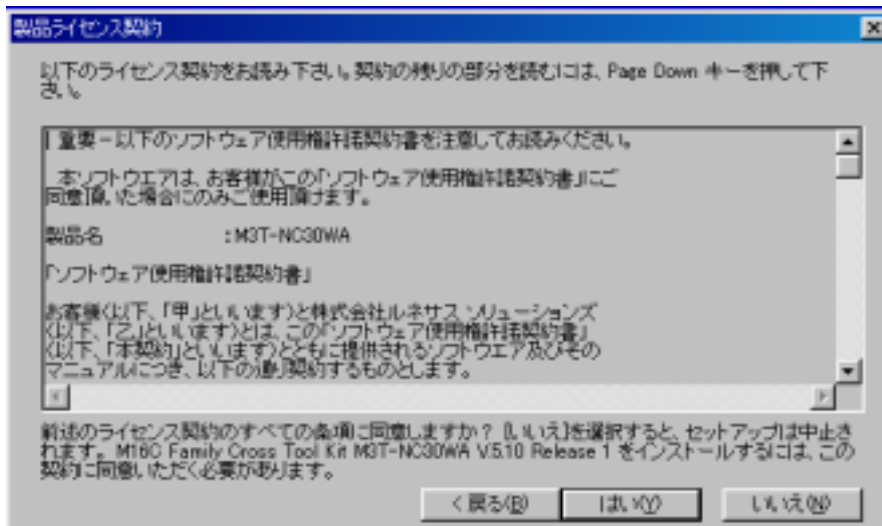 製品ライセンス契約
以下のライセンス契約をお読み下さい。契約の残りの部分を読むには、Page Down キーを押して下
さい。
重要－以下のソフトウェア使用権許諾契約書を注意してお読みください。
本ソフトウエアは、お客様がこの「ソフトウェア使用権許諾契約書」にご
同意頂いた場合にのみご使用頂けます。
製品名 :M3T-NC30WA
「ソフトウェア使用権許諾契約書」
お客様(以下、「甲」といいます)と株式会社ルネサス ソリューションズ
(以下、「乙」といいます)とは、この「ソフトウェア使用権許諾契約書」
(以下、「本契約」といいます)とともに提供されるソフトウエア及びその
マニュアルにつき、以下の通り契約するものとします。
前述のライセンス契約のすべての条項に同意しますか？ [いいえ]を選択すると、セットアップは中止さ
れます。 M16C Family Cross Tool Kit M3T-NC30WA V.5.10 Release 1 をインストールするには、この
契約に同意いただく必要があります。
< 戻る(B) はい(Y) いいえ(N)